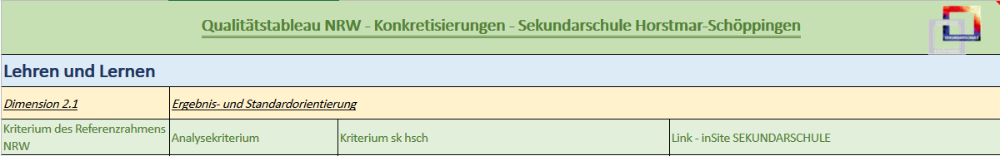 Qualitätstableau NRW - Konkretisierungen - Sekundarschule Horstmar-Schöppingen
SEKUNDARSCHULE
Lehren und Lernen
Dimension 2.1 Ergebnis- und Standardorientierung
Kriterium des Referenzrahmens
NRW
Analysekriterium
Kriterium sk hsch
Link - inSite SEKUNDARSCHULE